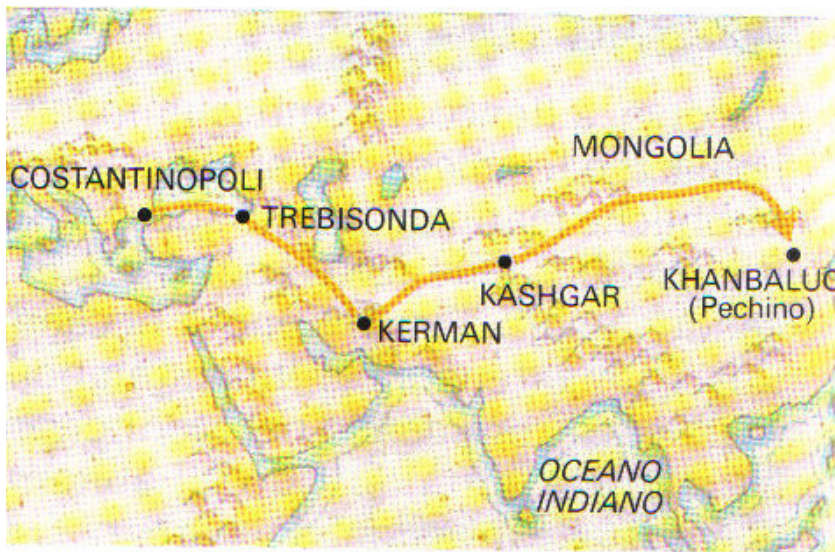 MONGOLIA
COSTANTINOPOLI
TREBISONDA
KASHGAR
KHANBALUC
(Pechino)
KERMAN
OCEANO
INDIANO